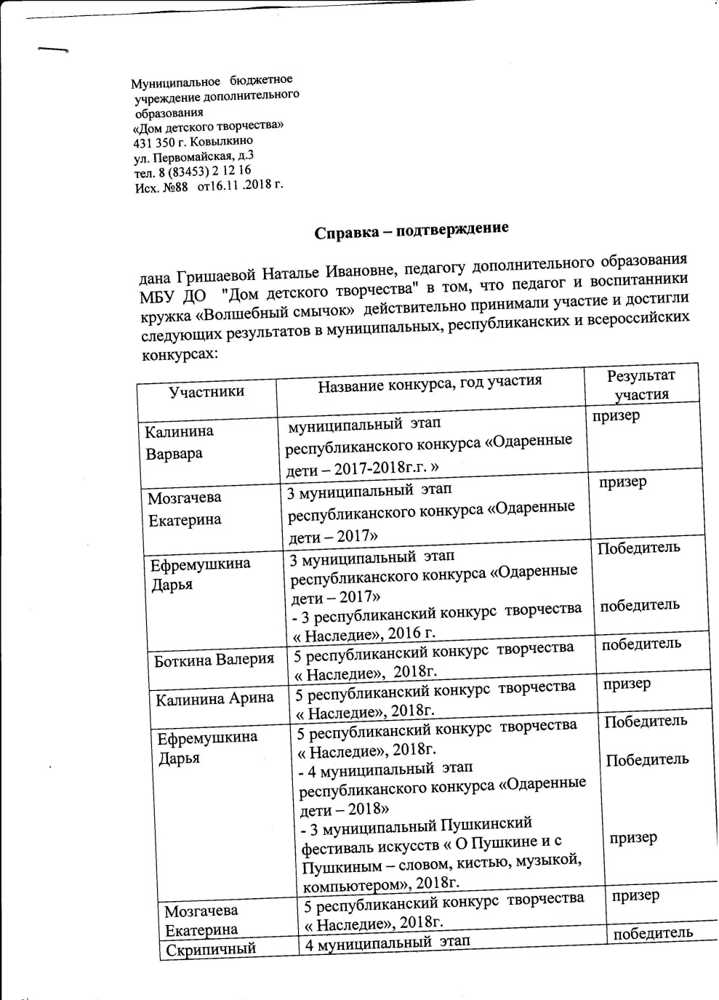 Муниципальное бюджетное
учреждение дополнительного
образования
«Дом детского творчества»
431 350 г. Ковылкино
ул. Первомайская, д.3
тел. 8 (83453) 2 12 16
Исх. №88 от16.11 .2018 г.
Справка – подтверждение
дана Гришаевой Наталье Ивановне, педагогу дополнительного образования
МБУ ДО "Дом детского творчества" в том, что педагог и воспитанники
кружка «Волшебный смычок» действительно принимали участие и достигли
следующих результатов в муниципальных, республиканских и всероссийских
конкурсах:
Участники
Название конкурса, год участия
Результат
участия
Калинина
Варвара
муниципальный этап
республиканского конкурса «Одаренные
дети – 2017-2018г.г. »
призер
Мозгачева
Екатерина
3 муниципальный этап
республиканского конкурса «Одаренные
дети – 2017»
призер
Ефремушкина
Дарья
3 муниципальный этап
республиканского конкурса «Одаренные
дети – 2017»
- 3 республиканский конкурс творчества
« Наследие», 2016 г.
Победитель
победитель
Боткина Валерия
5 республиканский конкурс творчества
« Наследие», 2018г.
победитель
Калинина Арина
5 республиканский конкурс творчества
« Наследие», 2018г.
призер
Ефремушкина
Дарья
5 республиканский конкурс творчества
« Наследие», 2018г.
- 4 муниципальный этап
республиканского конкурса «Одаренные
дети – 2018»
- 3 муниципальный Пушкинский
фестиваль искусств « О Пушкине и с
Пушкиным – словом, кистью, музыкой,
компьютером», 2018г.
Победитель
Победитель
призер
Мозгачева
Екатерина
5 республиканский конкурс творчества
« Наследие», 2018г.
призер
Скрипичный
4 муниципальный этап
победитель